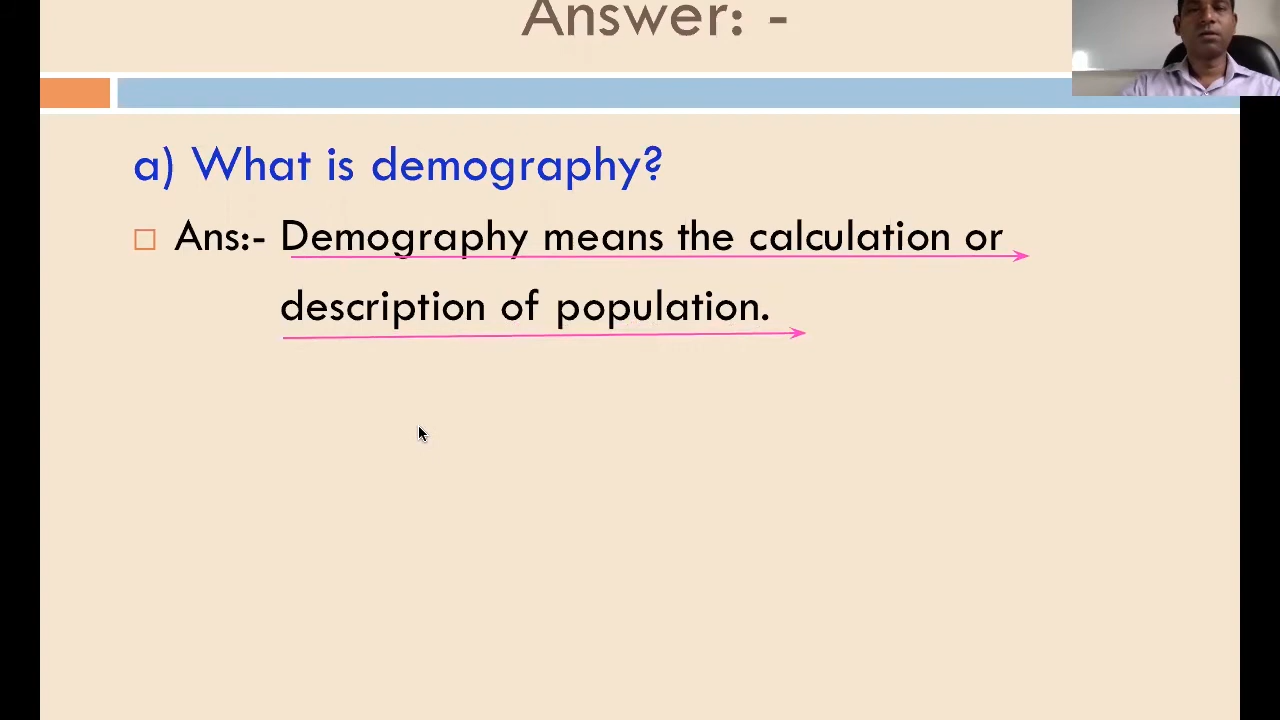 Answer: -
a) What is demography?
Ans:- Demography means the calculation or
description of population.